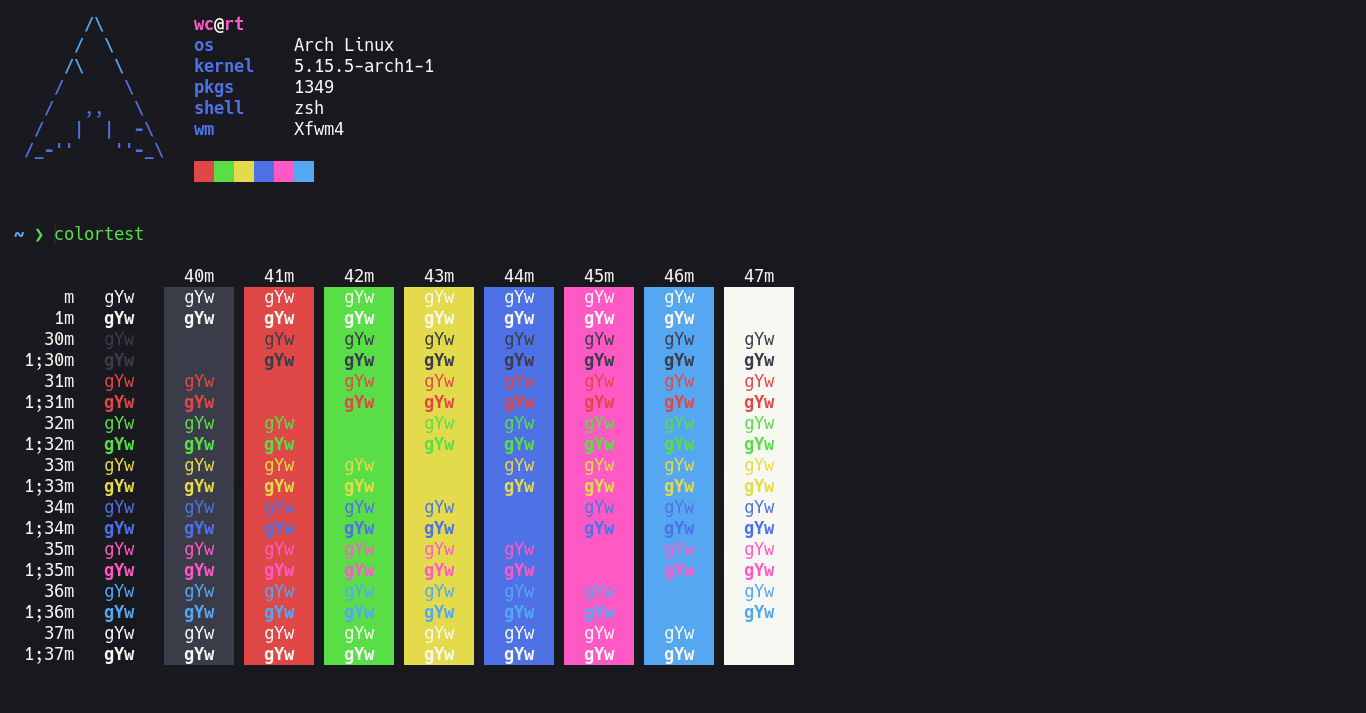 wc@rt
os Arch Linux
kernel 5.15.5-arch1-1
pkgs 1349
shell zsh
wm Xfwm4
~ ❯ colortest
40m 41m 42m 43m 44m 45m 46m 47m
m gYw gYw gYw gYw gYw gYw gYw gYw
1m gYw gYw gYw gYw gYw gYw gYw gYw
30m gYw gYw gYw gYw gYw gYw gYw gYw
1;30m gYw gYw gYw gYw gYw gYw gYw gYw
31m gYw gYw gYw gYw gYw gYw gYw gYw
1;31m gYw gYw gYw gYw gYw gYw gYw gYw
32m gYw gYw gYw gYw gYw gYw gYw gYw
1;32m gYw gYw gYw gYw gYw gYw gYw gYw
33m gYw gYw gYw gYw gYw gYw gYw gYw
1;33m gYw gYw gYw gYw gYw gYw gYw gYw
34m gYw gYw gYw gYw gYw gYw gYw gYw
1;34m gYw gYw gYw gYw gYw gYw gYw gYw
35m gYw gYw gYw gYw gYw gYw gYw gYw
1;35m gYw gYw gYw gYw gYw gYw gYw gYw
36m gYw gYw gYw gYw gYw gYw gYw gYw
1;36m gYw gYw gYw gYw gYw gYw gYw gYw
37m gYw gYw gYw gYw gYw gYw gYw gYw
1;37m gYw gYw gYw gYw gYw gYw gYw gYw